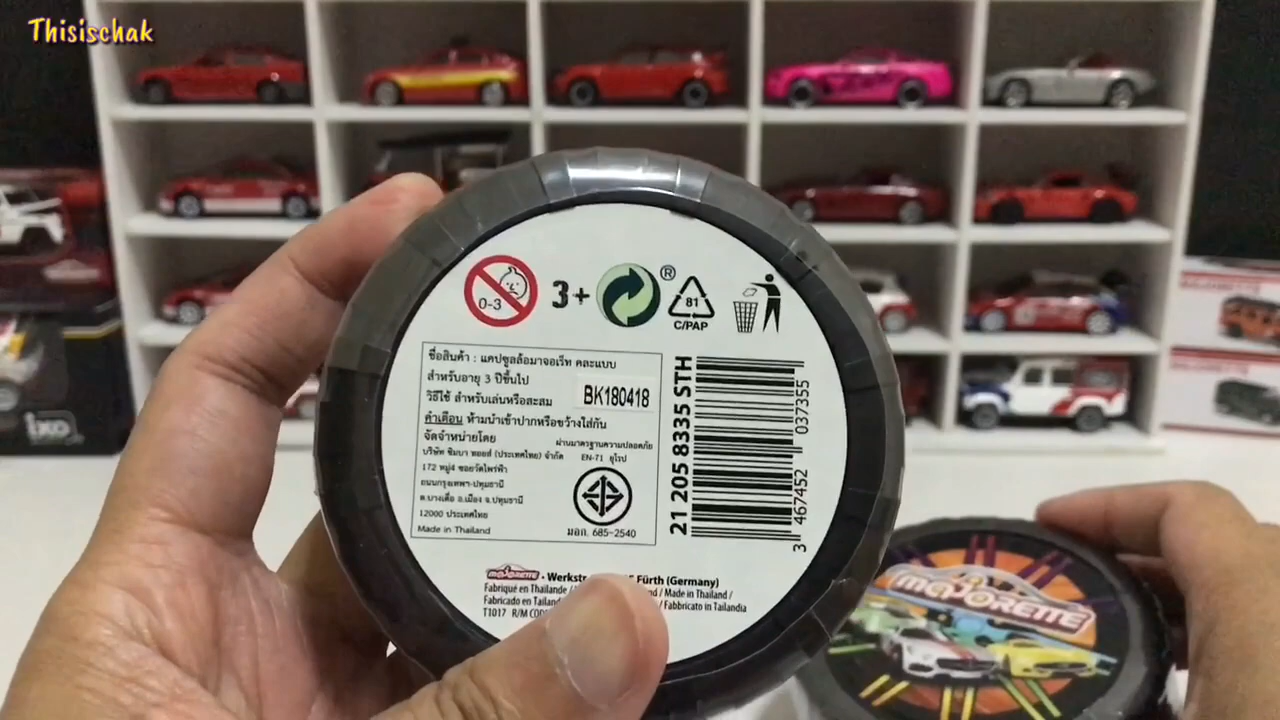 Thisischak
0-3
3+
®
81
C/PAP
ชื่อสินค้า : แคปซูลล้อมาจอเร็ท คละแบบ
สำหรับอายุ 3 ปีขึ้นไป
BK180418
วิธีใช้ สำหรับเล่นหรือสะสม
คำเตือน ห้ามนำเข้าปากหรือขว้างใส่กัน
จัดจำหน่ายโดย
ผ่านมาตรฐานความปลอดภัย
EN-71 ยุโรป
บริษัท ซิมบา ทอยส์ (ประเทศไทย) จำกัด
172 หมู่4 ซอยวัดไพร่ฟ้า
ถนนกรุงเทพฯ-ปทุมธานี
ต.บางเดื่อ อ.เมือง จ.ปทุมธานี
12000 ประเทศไทย
Made in Thailand
มอก. 685-2540
21 205 8335 STH
3 467452 037355
MAJORETTE • Fürth (Germany)
Fabriqué en Thaïlande / Made in Thailand /
Fabricado en / Fabbricato in Tailandia
T1017 R/M
MAJORETTE
ixo